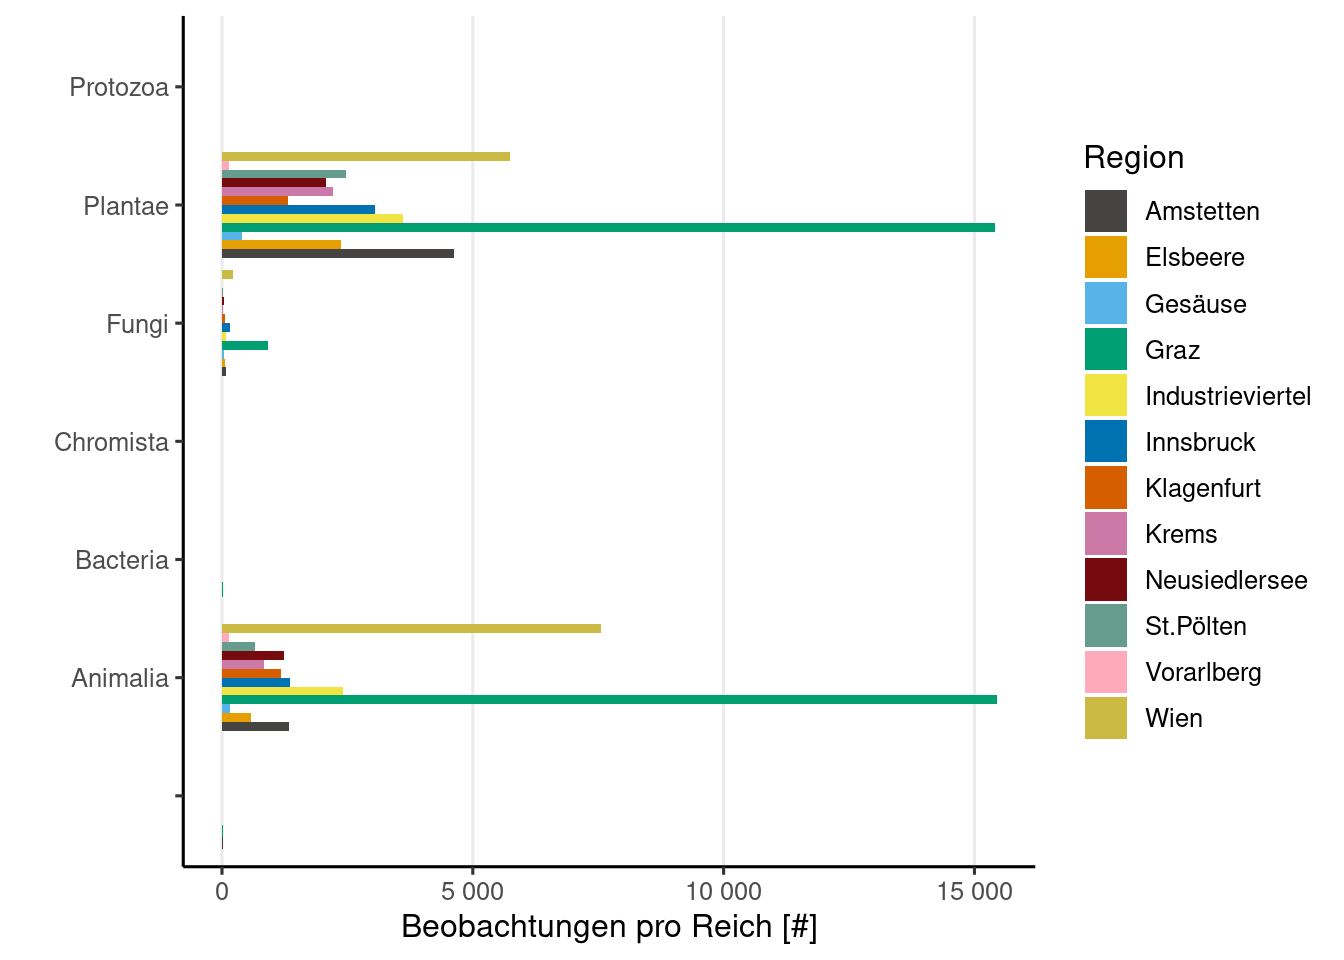 Protozoa
Plantae
Fungi
Chromista
Bacteria
Animalia
0
5 000
10 000
15 000
Beobachtungen pro Reich [#]
Region
Amstetten
Elsbeere
Gesäuse
Graz
Industrieviertel
Innsbruck
Klagenfurt
Krems
Neusiedlersee
St.Pölten
Vorarlberg
Wien